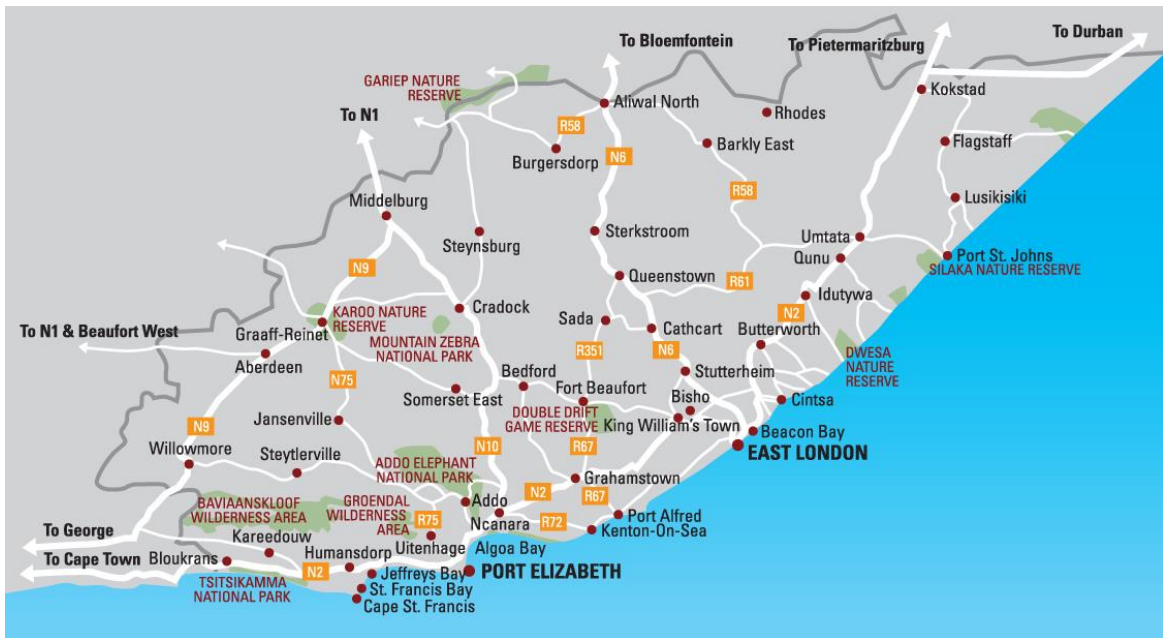 To Durban
To Bloemfontein
To Pietermaritzburg
GARIEP NATURE
RESERVE
Kokstad
Aliwal North
Rhodes
To N1
R58
Flagstaff
Barkly East
Burgersdorp
N6
R58
Lusikisiki
Middelburg
Steynsburg
Sterkstroom
Umtata
Qunu
Port St. Johns
SILAKA NATURE RESERVE
N9
Queenstown
R61
Idutywa
Cradock
KAROO NATURE
RESERVE
Sada
N2
To N1 & Beaufort West
Graaff-Reinet
MOUNTAIN ZEBRA
NATIONAL PARK
Cathcart
Butterworth
R351
N6
DWESA
NATURE
RESERVE
Aberdeen
N75
Bedford
Stutterheim
Somerset East
Fort Beaufort
Bisho
Cintsa
DOUBLE DRIFT
GAME RESERVE
King William's Town
Jansenville
N9
Beacon Bay
EAST LONDON
Willowmore
N10
R67
Steytlerville
ADDO ELEPHANT
NATIONAL PARK
Grahamstown
N2
R67
Addo
BAVIAANSKLOOF
WILDERNESS AREA
GROENDAL
WILDERNESS
AREA
R75
Ncanara
R72
Port Alfred
Kenton-On-Sea
To George
Kareedouw
Uitenhage
Algoa Bay
To Cape Town
Bloukrans
Humansdorp
N2
Jeffreys Bay
PORT ELIZABETH
TSITSIKAMMA
NATIONAL PARK
St. Francis Bay
Cape St. Francis